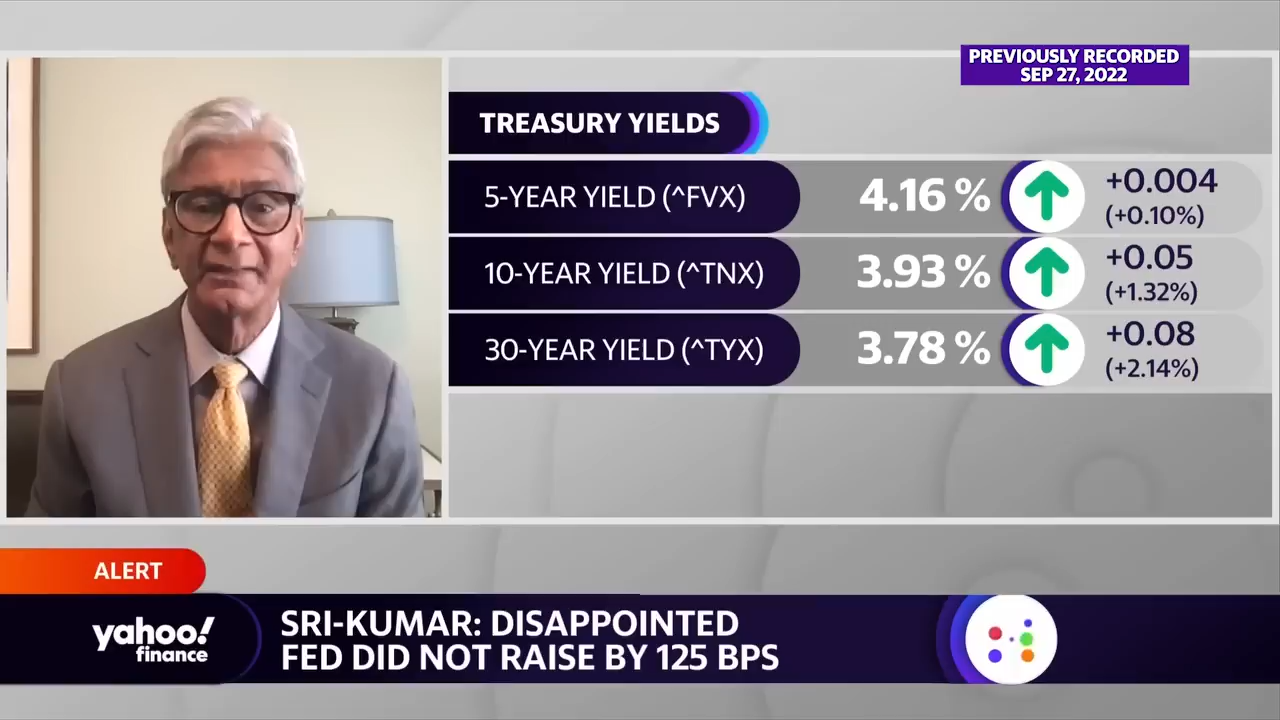 PREVIOUSLY RECORDED
SEP 27, 2022
TREASURY YIELDS
5-YEAR YIELD (^FVX) 4.16 % +0.004
(+0.10%)
10-YEAR YIELD (^TNX) 3.93 % +0.05
(+1.32%)
30-YEAR YIELD (^TYX) 3.78 % +0.08
(+2.14%)
ALERT
yahoo!
finance
SRI-KUMAR: DISAPPOINTED
FED DID NOT RAISE BY 125 BPS